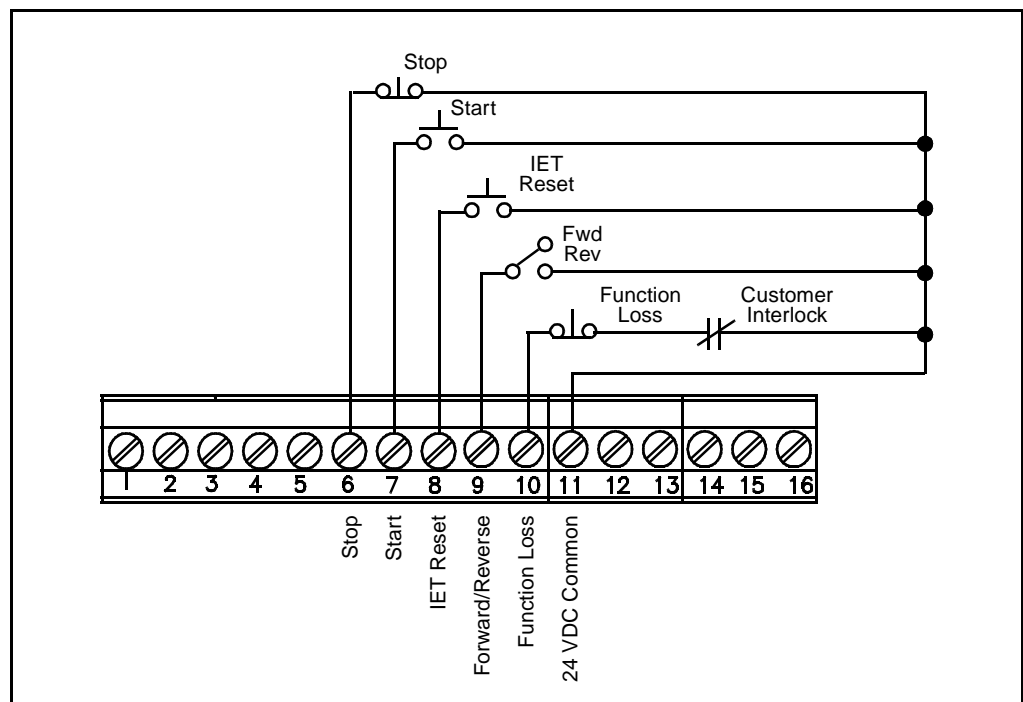 Stop
Start
IET
Reset
Fwd
Rev
Function
Loss
Customer
Interlock
1 2 3 4 5 6 7 8 9 10 11 12 13 14 15 16
Stop
Start
IET Reset
Forward/Reverse
Function Loss
24 VDC Common